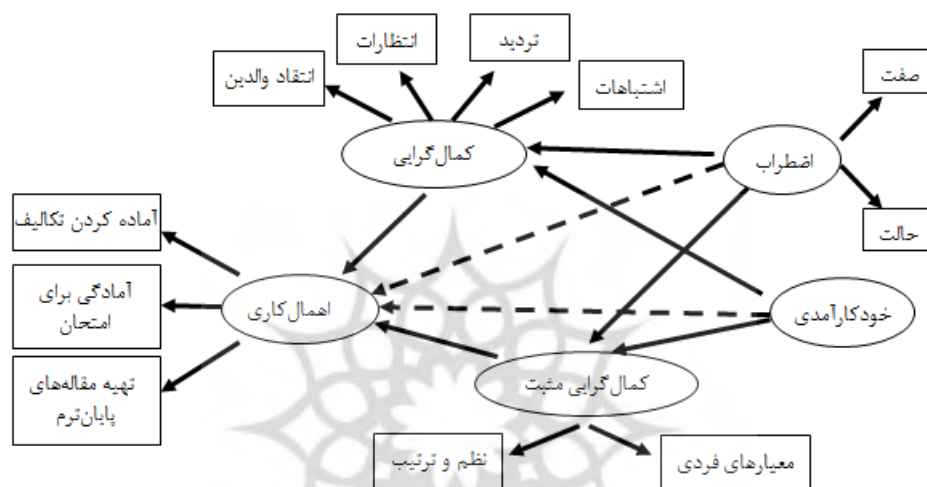 انتظارات
تردید
انتقاد والدین
اشتباهات
صفت
کمال‌گرایی
اضطراب
حالت
آماده کردن تکالیف
آمادگی برای
امتحان
اهمال‌کاری
خودکارآمدی
تهیه مقاله‌های
پایان‌ترم
کمال‌گرایی مثبت
نظم و ترتیب
معیارهای فردی